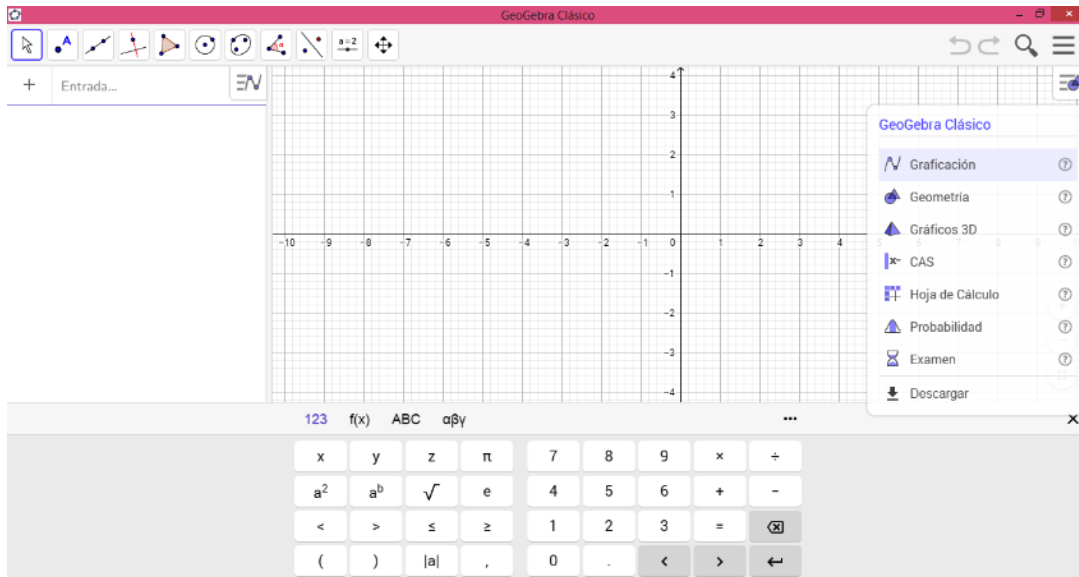 GeoGebra Clásico
A
a=2
+ Entrada...
4
3
2
1
-10 -9 -8 -7 -6 -5 -4 -3 -2 -1 0 1 2 3 4
-1
-2
-3
-4
GeoGebra Clásico
Graficación
Geometría
Gráficos 3D
x= CAS
Hoja de Cálculo
Probabilidad
Examen
Descargar
123 f(x) ABC αβγ ...
x y z π 7 8 9 × ÷
a² aᵇ √ e 4 5 6 + −
< > ≤ ≥ 1 2 3 =
( ) |a| , 0 . < >